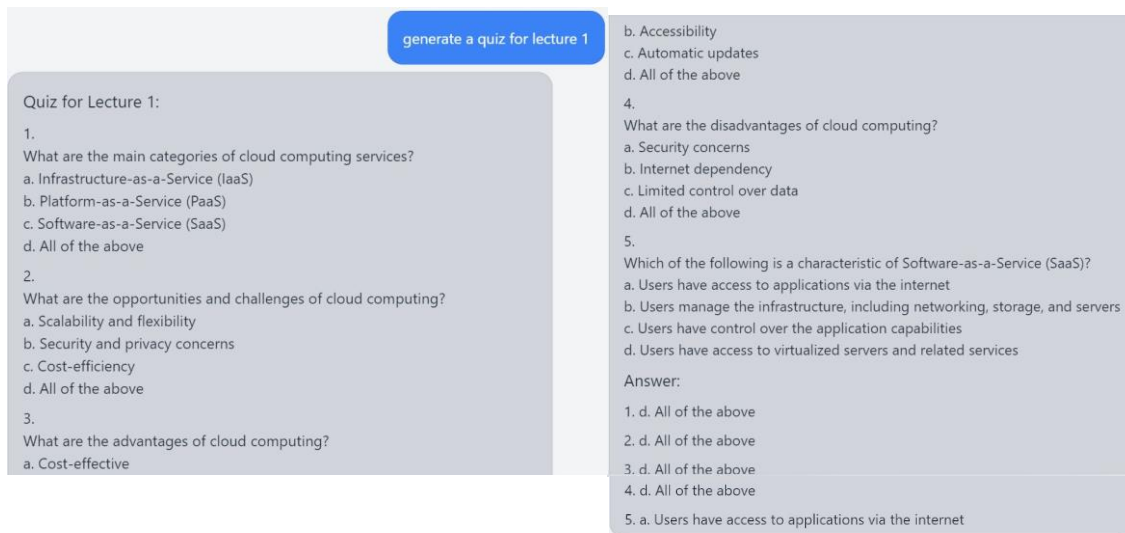 generate a quiz for lecture 1
Quiz for Lecture 1:
1.
What are the main categories of cloud computing services?
a. Infrastructure-as-a-Service (IaaS)
b. Platform-as-a-Service (PaaS)
c. Software-as-a-Service (SaaS)
d. All of the above
2.
What are the opportunities and challenges of cloud computing?
a. Scalability and flexibility
b. Security and privacy concerns
c. Cost-efficiency
d. All of the above
3.
What are the advantages of cloud computing?
a. Cost-effective
b. Accessibility
c. Automatic updates
d. All of the above
4.
What are the disadvantages of cloud computing?
a. Security concerns
b. Internet dependency
c. Limited control over data
d. All of the above
5.
Which of the following is a characteristic of Software-as-a-Service (SaaS)?
a. Users have access to applications via the internet
b. Users manage the infrastructure, including networking, storage, and servers
c. Users have control over the application capabilities
d. Users have access to virtualized servers and related services
Answer:
1. d. All of the above
2. d. All of the above
3. d. All of the above
4. d. All of the above
5. a. Users have access to applications via the internet